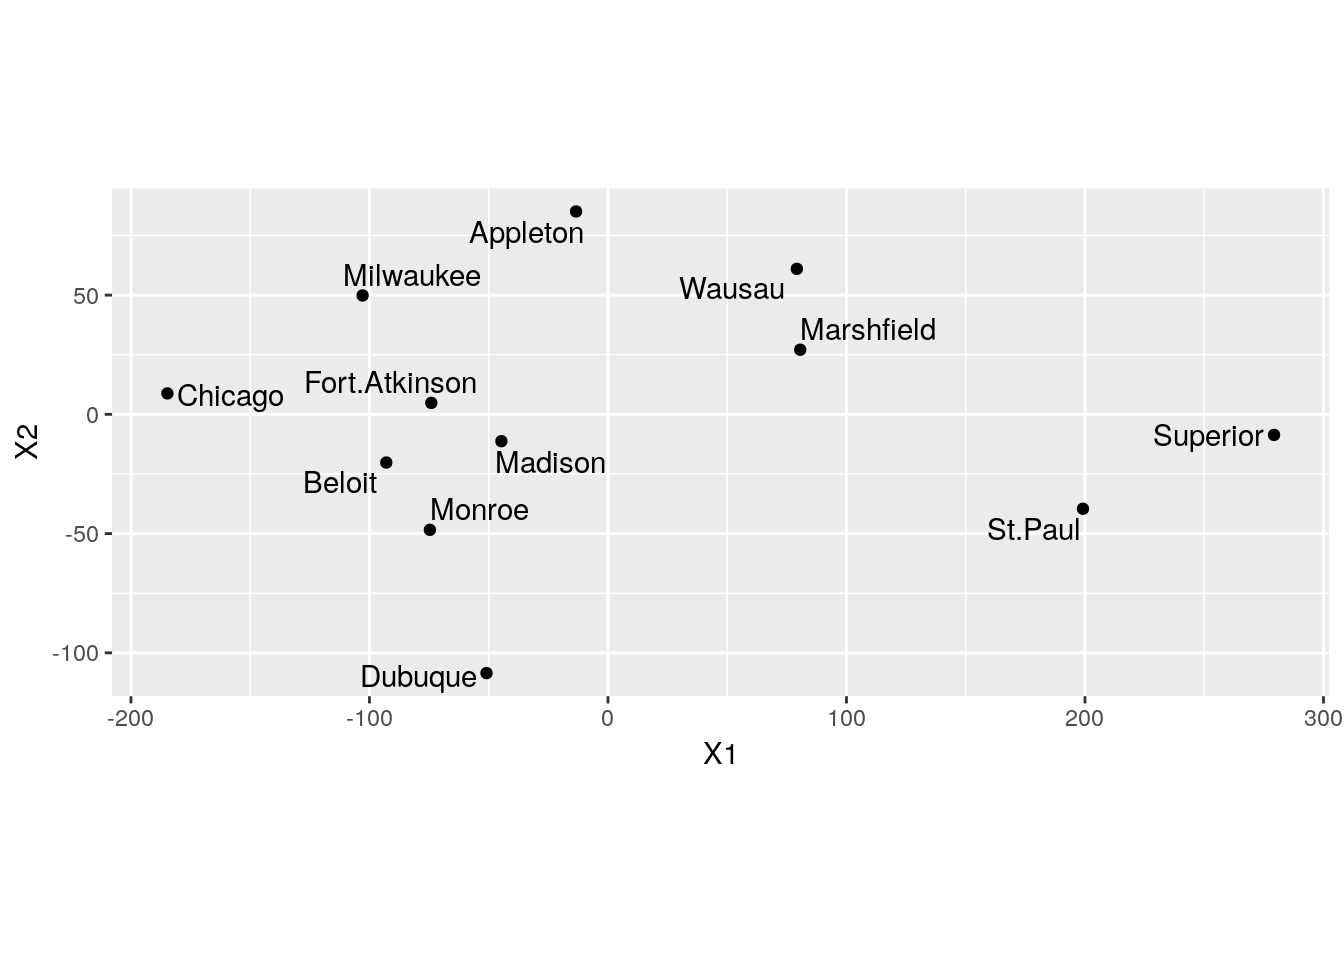 Appleton
Milwaukee
Wausau
50
Marshfield
Fort.Atkinson
Chicago
0
X2
Superior
Madison
Beloit
Monroe
St.Paul
-50
-100
Dubuque
-200 -100 0 100 200 300
X1